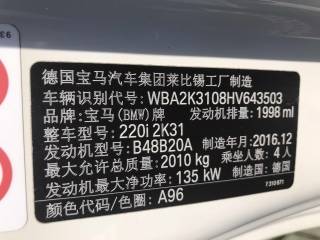 德国宝马汽车集团莱比锡工厂制造
车辆识别代号: WBA2K3108HV643503
品牌: 宝马(BMW)牌 发动机排量: 1998 ml
整车型号: 220i 2K31
发动机型号: B48B20A 制造年月: 2016.12
最大允许总质量: 2010 kg 乘坐人数: 4人
发动机最大净功率: 135 kW 制造国: 德国
颜色代码/色圈: A96
7310871